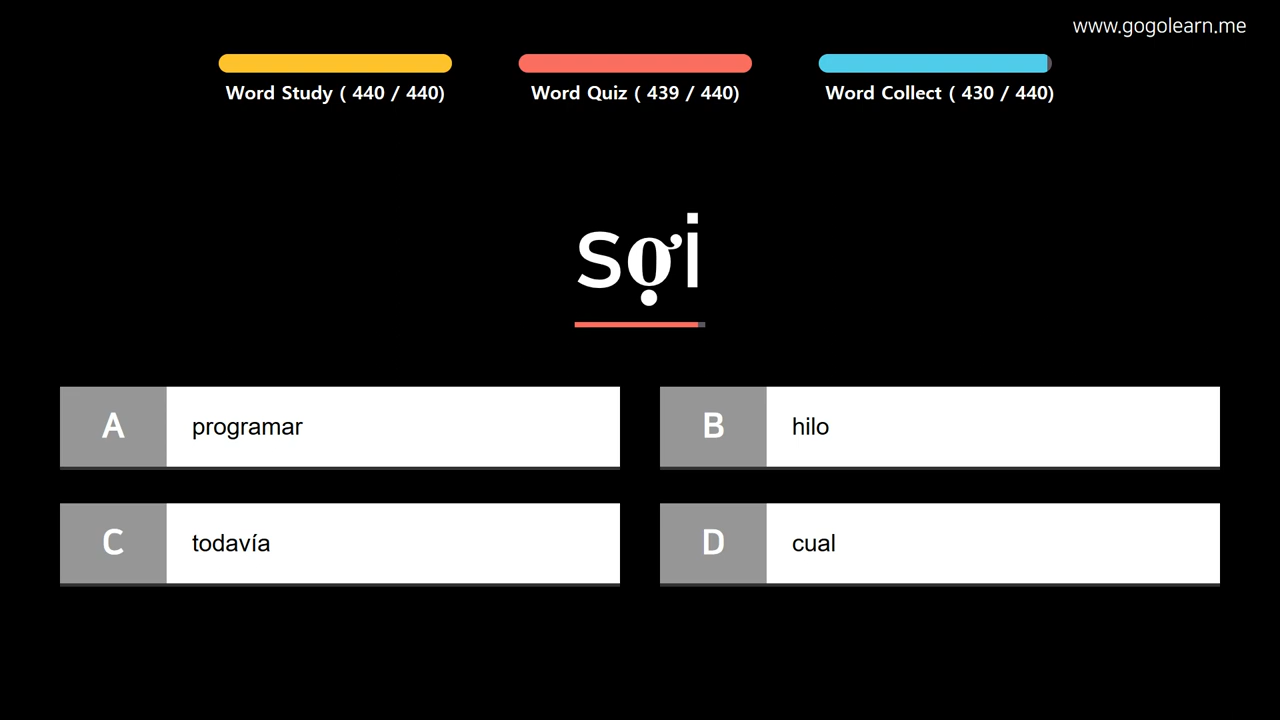 www.gogolearn.me
Word Study ( 440 / 440)
Word Quiz ( 439 / 440)
Word Collect ( 430 / 440)
sợi
A programar
B hilo
C todavía
D cual